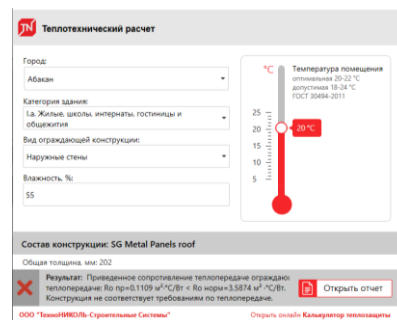 TN Теплотехнический расчет
Город:
Абакан
Категория здания:
I.а. Жилые, школы, интернаты, гостиницы и
общежития
Вид ограждающей конструкции:
Наружные стены
Влажность, %:
55
°C
Температура помещения
оптимальная 20-22 °C
допустимая 18-24 °C
ГОСТ 30494-2011
25
20
15
10
5
20 °C
Состав конструкции: SG Metal Panels roof
Общая толщина, мм: 202
Результат: Приведенное сопротивление теплопередаче ограждаю
теплопередаче: Ro пр=0.1109 м²·°C/Вт < Ro норм=3.5874 м² ·°C/Вт.
Конструкция не соответствует требованиям по теплопередаче.
Открыть отчет
ООО "ТехноНИКОЛЬ-Строительные Системы"
Открыть онлайн Калькулятор теплозащиты